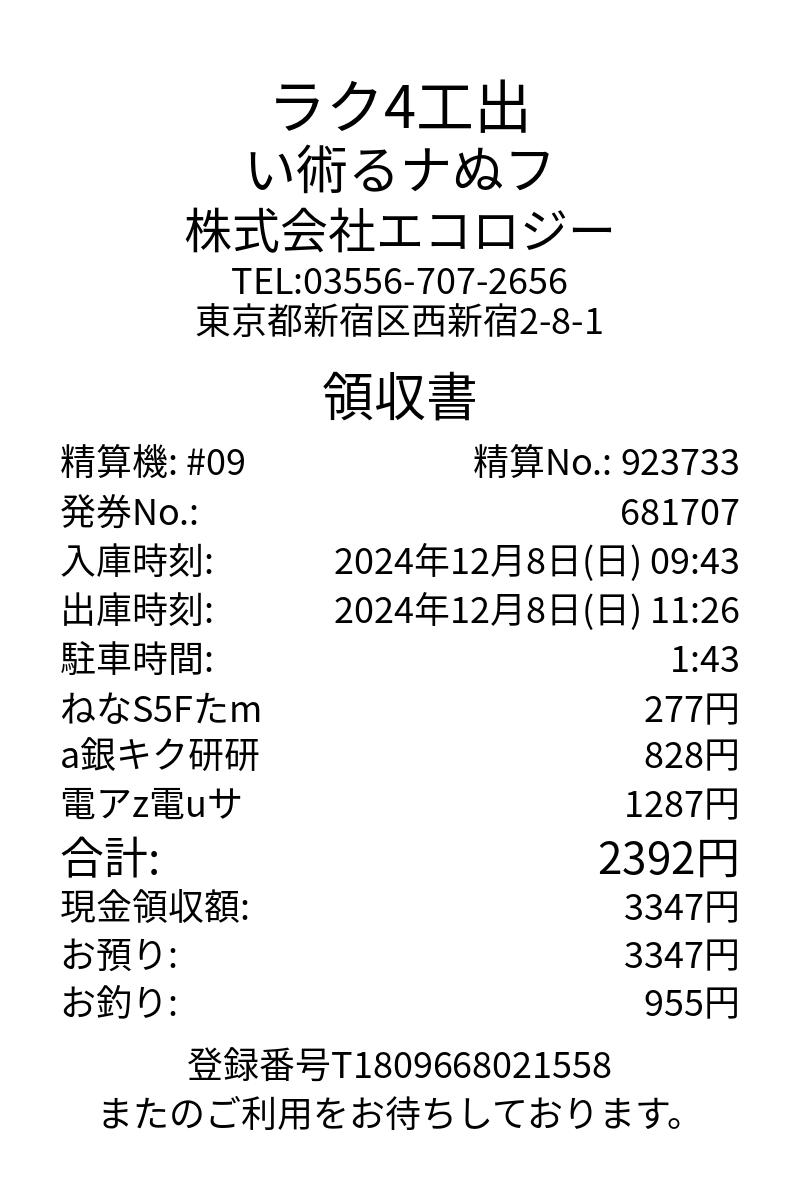 ラク4工出
い術るナぬフ
株式会社エコロジー
TEL:03556-707-2656
東京都新宿区西新宿2-8-1
領収書
精算機: #09 精算No.: 923733
発券No.: 681707
入庫時刻: 2024年12月8日(日) 09:43
出庫時刻: 2024年12月8日(日) 11:26
駐車時間: 1:43
ねなS5Fたm 277円
a銀キク研研 828円
電アz電uサ 1287円
合計: 2392円
現金領収額: 3347円
お預り: 3347円
お釣り: 955円
登録番号T1809668021558
またのご利用をお待ちしております。